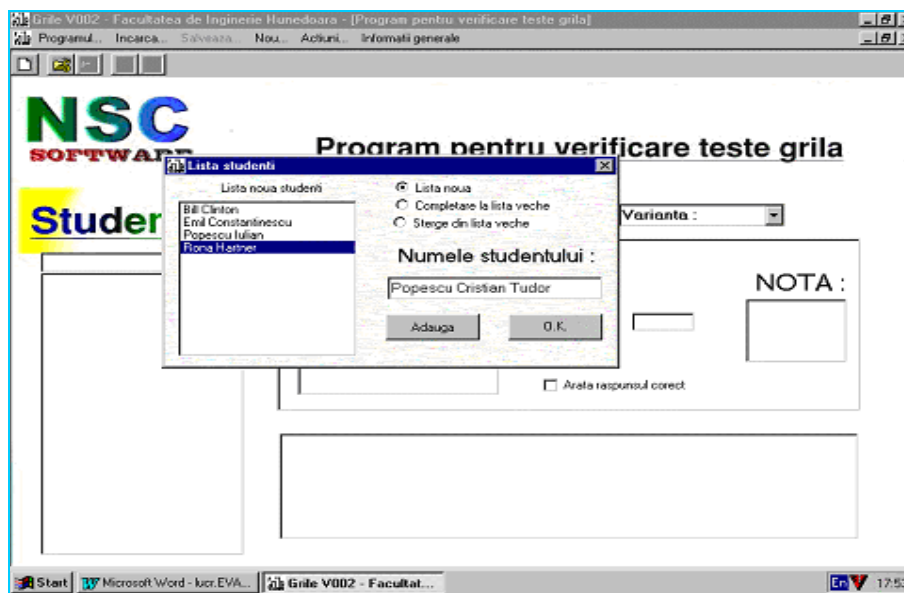 Grile V002 - Facultatea de Inginerie Hunedoara - [Program pentru verificare teste grila]
Programul... Incarca... Salveaza... Nou... Actiuni... Informatii generale
NSC
SOFTWARE
Program pentru verificare teste grila
Lista studenti
Lista noua studenti
Lista noua
Completare la lista veche
Sterge din lista veche
Bill Clinton
Emil Constantinescu
Popescu Iulian
Rona Hartner
Studen
Varianta :
Numele studentului :
Popescu Cristian Tudor
NOTA :
Adauga
O.K.
Arata raspunsul corect
Start
Microsoft Word - lucr.EVA...
Grile V002 - Facultat...
En
17:53